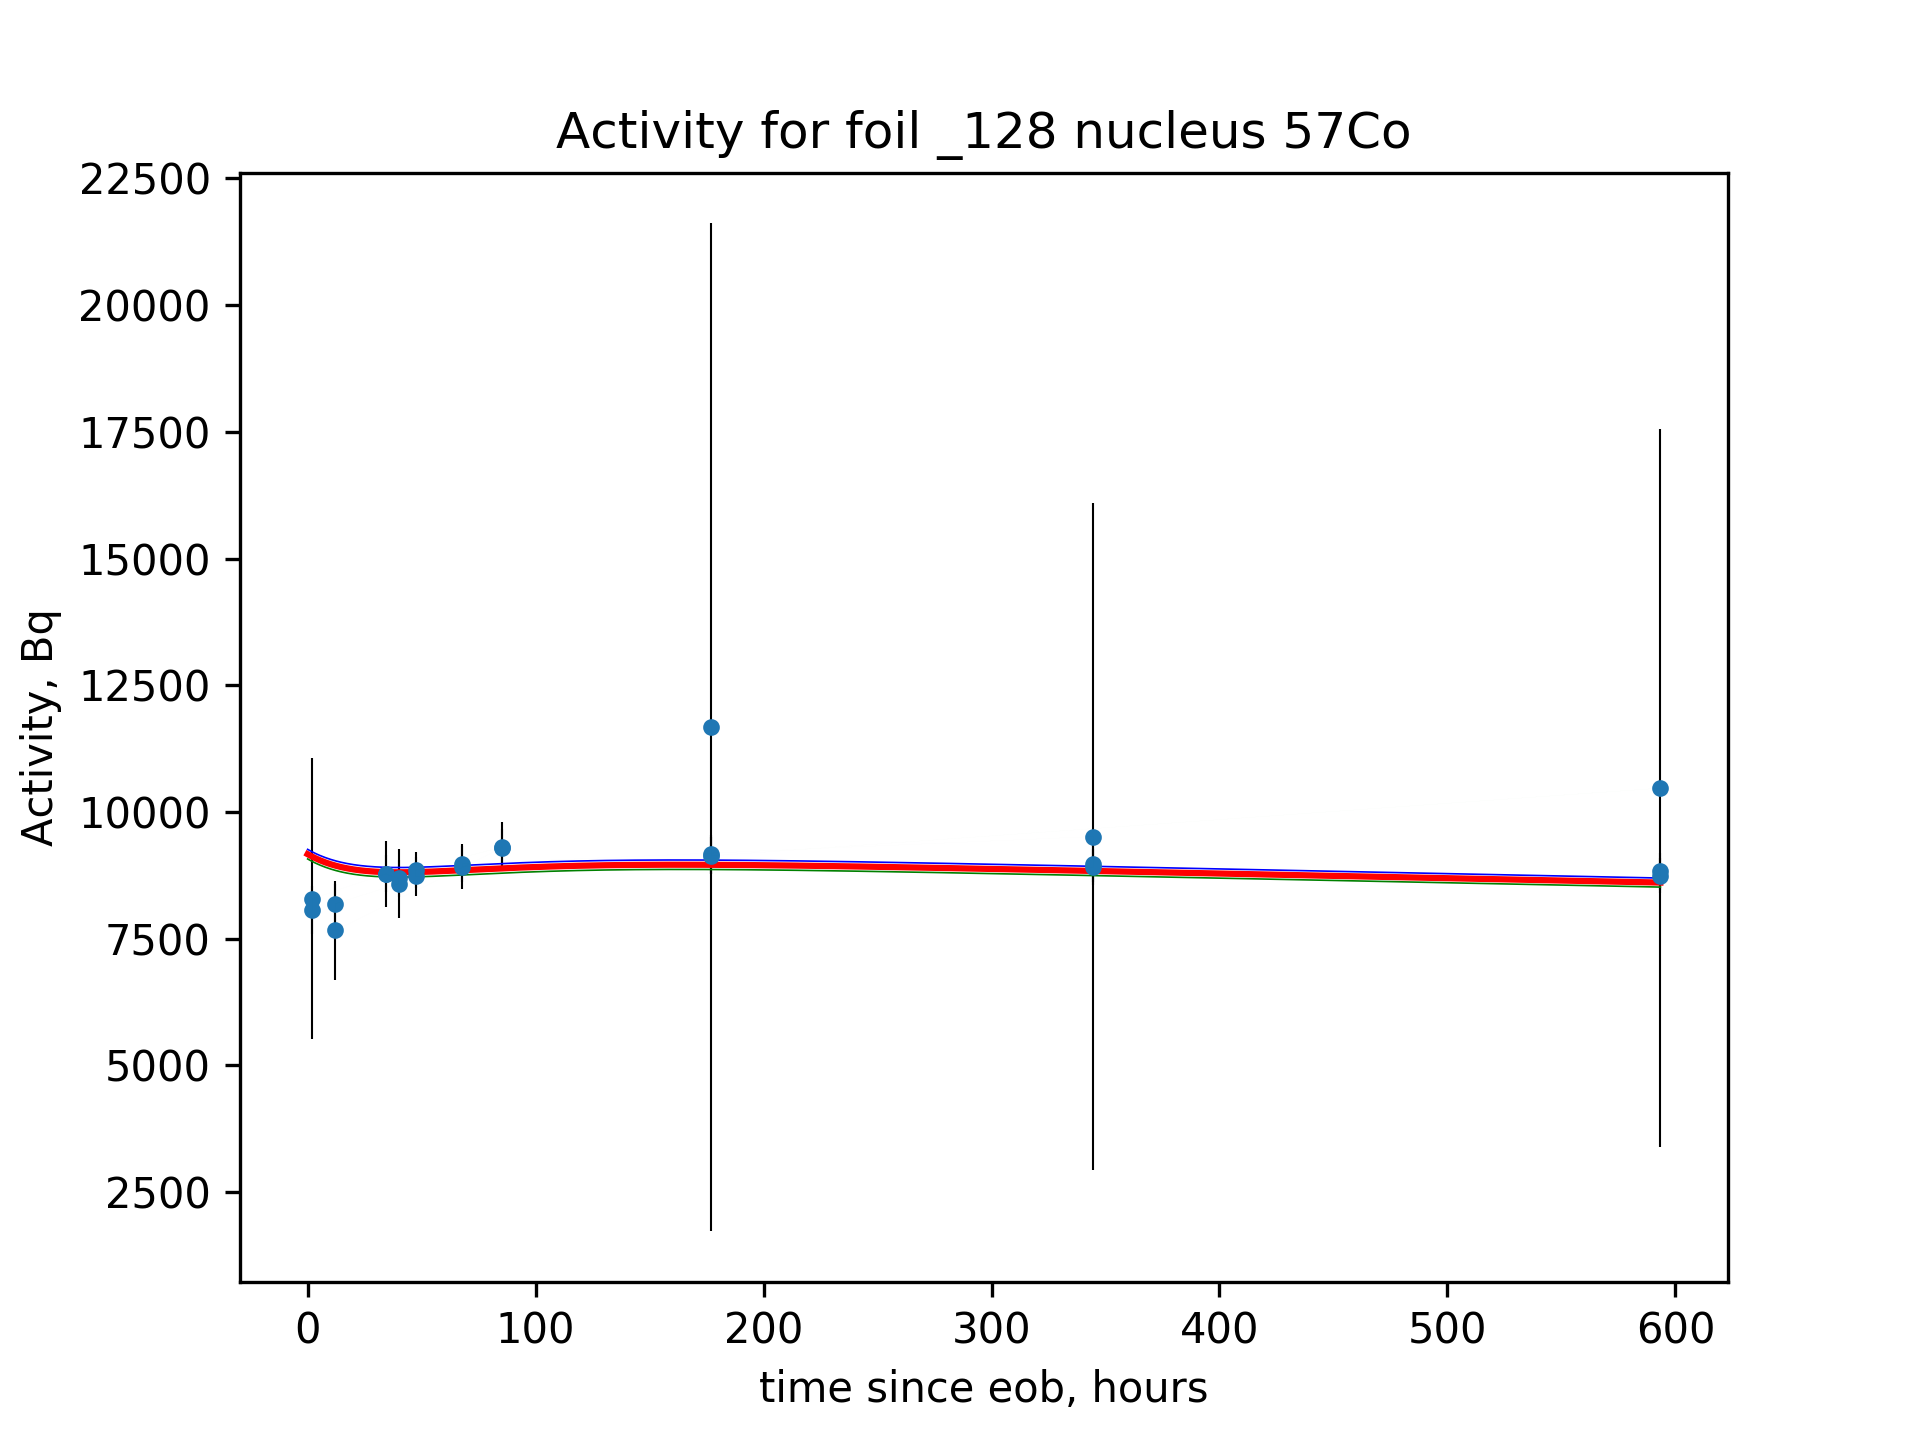 Activity for foil _128 nucleus 57Co
22500
20000
17500
15000
12500
10000
7500
5000
2500
Activity, Bq
0 100 200 300 400 500 600
time since eob, hours